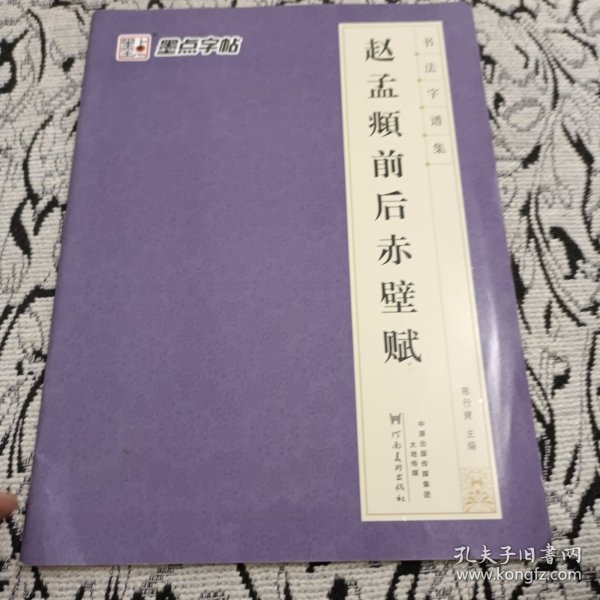 墨点字帖
书法字谱集
赵孟頫前后赤壁赋
陈行健 主编
中原出版传媒集团
大地传媒
河南美术出版社
孔夫子旧书网
www.kongfz.com